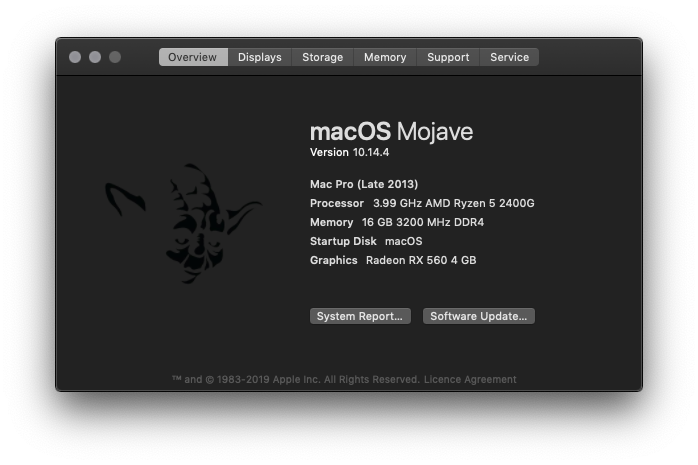 Overview Displays Storage Memory Support Service
macOS Mojave
Version 10.14.4
Mac Pro (Late 2013)
Processor 3.99 GHz AMD Ryzen 5 2400G
Memory 16 GB 3200 MHz DDR4
Startup Disk macOS
Graphics Radeon RX 560 4 GB
System Report... Software Update...
™ and © 1983-2019 Apple Inc. All Rights Reserved. Licence Agreement